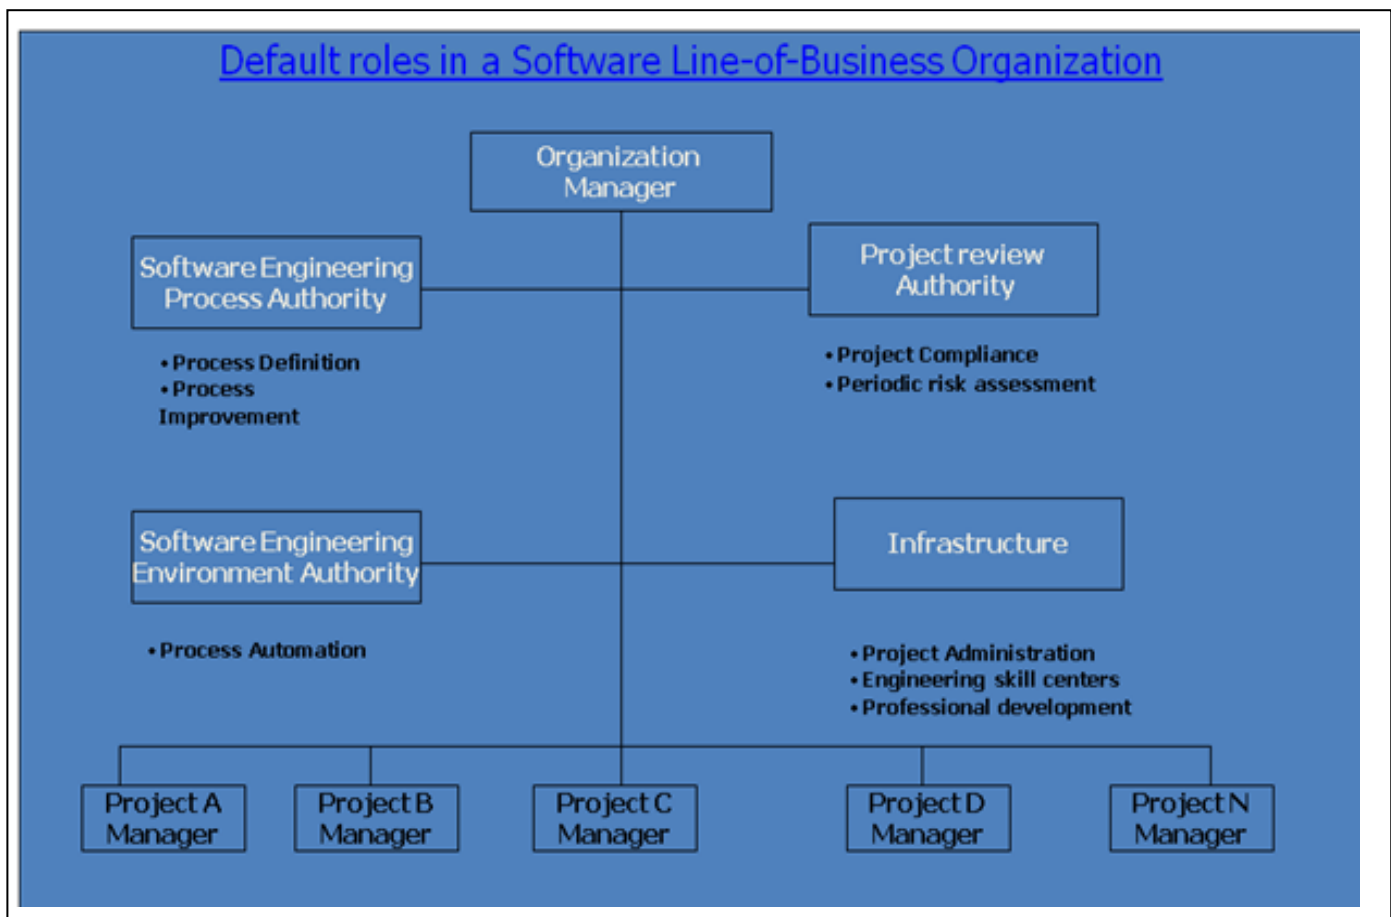 Default roles in a Software Line-of-Business Organization
Organization
Manager
Software Engineering
Process Authority
• Process Definition
• Process
Improvement
Project review
Authority
• Project Compliance
• Periodic risk assessment
Software Engineering
Environment Authority
• Process Automation
Infrastructure
• Project Administration
• Engineering skill centers
• Professional development
Project A
Manager
Project B
Manager
Project C
Manager
Project D
Manager
Project N
Manager